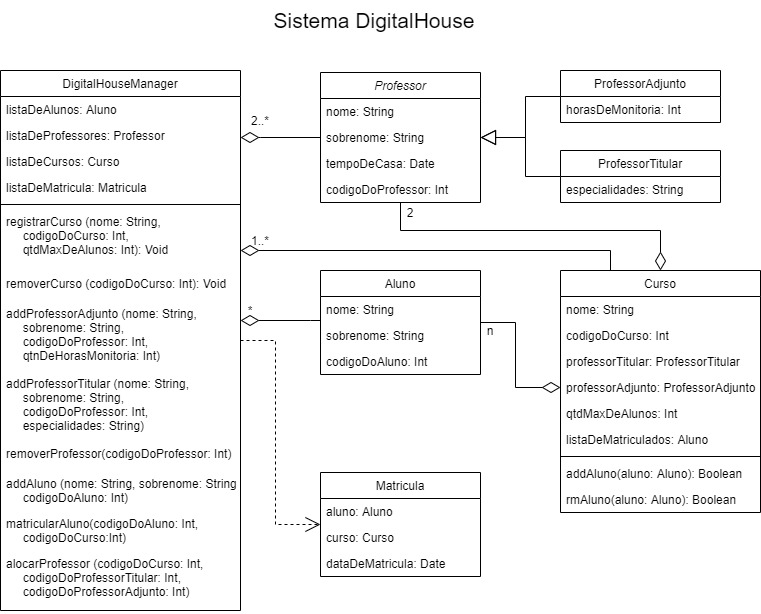 Sistema DigitalHouse
DigitalHouseManager
listaDeAlunos: Aluno
listaDeProfessores: Professor
listaDeCursos: Curso
listaDeMatricula: Matricula
registrarCurso (nome: String,
codigoDoCurso: Int,
qtdMaxDeAlunos: Int): Void
removerCurso (codigoDoCurso: Int): Void
addProfessorAdjunto (nome: String,
sobrenome: String,
codigoDoProfessor: Int,
qtnDeHorasMonitoria: Int)
addProfessorTitular (nome: String,
sobrenome: String,
codigoDoProfessor: Int,
especialidades: String)
removerProfessor(codigoDoProfessor: Int)
addAluno (nome: String, sobrenome: String
codigoDoAluno: Int)
matricularAluno(codigoDoAluno: Int,
codigoDoCurso:Int)
alocarProfessor (codigoDoCurso: Int,
codigoDoProfessorTitular: Int,
codigoDoProfessorAdjunto: Int)
2..*
1..*
*
Professor
nome: String
sobrenome: String
tempoDeCasa: Date
codigoDoProfessor: Int
2
ProfessorAdjunto
horasDeMonitoria: Int
ProfessorTitular
especialidades: String
Aluno
nome: String
sobrenome: String
codigoDoAluno: Int
n
Curso
nome: String
codigoDoCurso: Int
professorTitular: ProfessorTitular
professorAdjunto: ProfessorAdjunto
qtdMaxDeAlunos: Int
listaDeMatriculados: Aluno
addAluno(aluno: Aluno): Boolean
rmAluno(aluno: Aluno): Boolean
Matricula
aluno: Aluno
curso: Curso
dataDeMatricula: Date